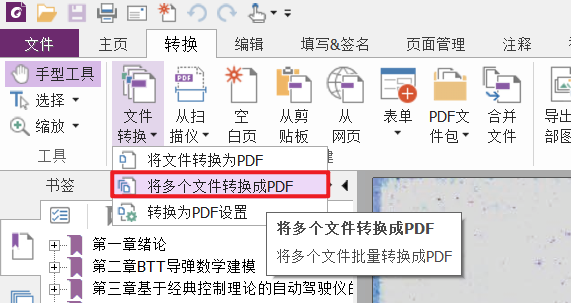 文件 主页 转换 编辑 填写&签名 页面管理 注释
手型工具
选择
缩放
工具
文件
转换
从扫
描仪
空
白页
从剪
贴板
从
网页
表单
PDF文
件包
合并
文件
导出
部图
将文件转换为PDF
建
书签
将多个文件转换成PDF
转换为PDF设置
将多个文件转换成PDF
将多个文件批量转换成PDF
第一章绪论
第二章BTT导弹数学建模
第三章基于经典控制理论的自动驾驶仪的